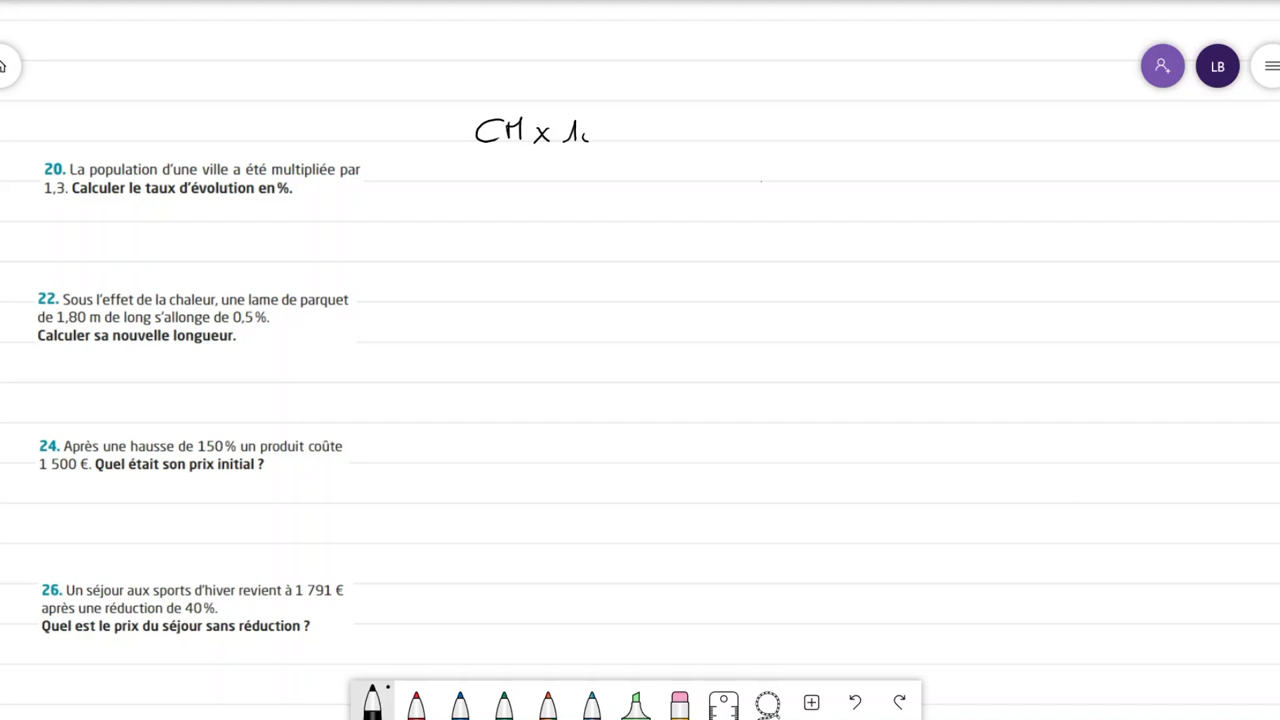 LB
CM x 10
20. La population d'une ville a été multipliée par
1,3. Calculer le taux d'évolution en %.
22. Sous l'effet de la chaleur, une lame de parquet
de 1,80 m de long s'allonge de 0,5 %.
Calculer sa nouvelle longueur.
24. Après une hausse de 150 % un produit coûte
1 500 €. Quel était son prix initial ?
26. Un séjour aux sports d'hiver revient à 1 791 €
après une réduction de 40 %.
Quel est le prix du séjour sans réduction ?